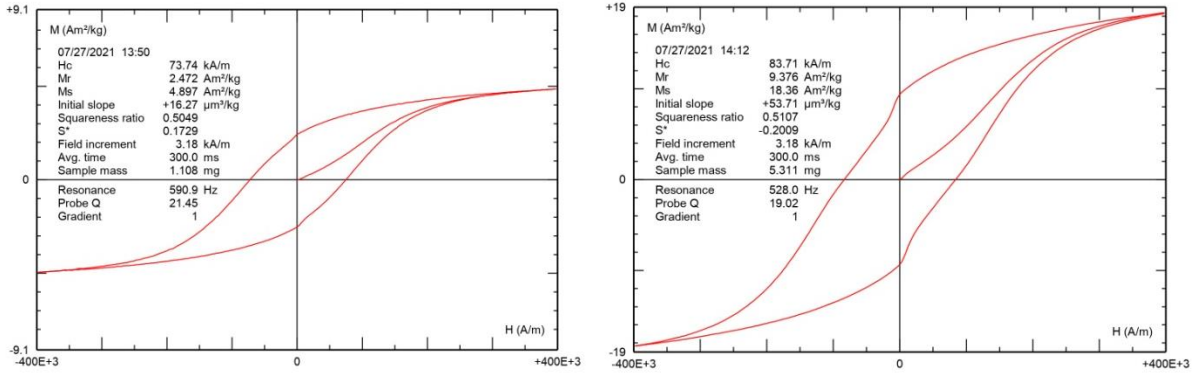 +9.1
M (Am²/kg)
07/27/2021 13:50
Hc 73.74 kA/m
Mr 2.472 Am²/kg
Ms 4.897 Am²/kg
Initial slope +16.27 µm³/kg
Squareness ratio 0.5049
S* 0.1729
Field increment 3.18 kA/m
Avg. time 300.0 ms
Sample mass 1.108 mg
0
Resonance 590.9 Hz
Probe Q 21.45
Gradient 1
H (A/m)
-9.1
-400E+3 0 +400E+3
+19
M (Am²/kg)
07/27/2021 14:12
Hc 83.71 kA/m
Mr 9.376 Am²/kg
Ms 18.36 Am²/kg
Initial slope +53.71 µm³/kg
Squareness ratio 0.5107
S* -0.2009
Field increment 3.18 kA/m
Avg. time 300.0 ms
Sample mass 5.311 mg
0
Resonance 528.0 Hz
Probe Q 19.02
Gradient 1
H (A/m)
-19
-400E+3 0 +400E+3